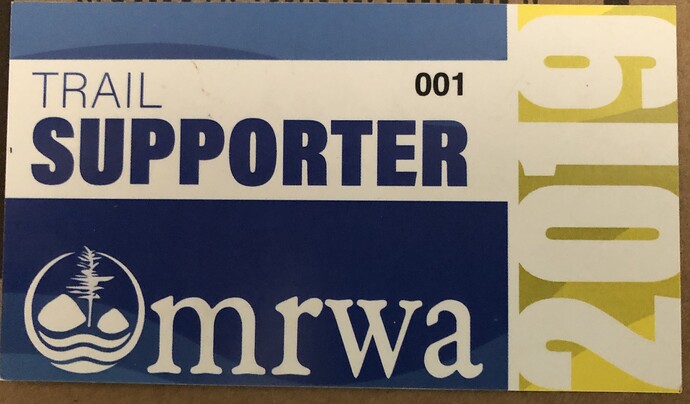 TRAIL
001
SUPPORTER
mrwa
2019